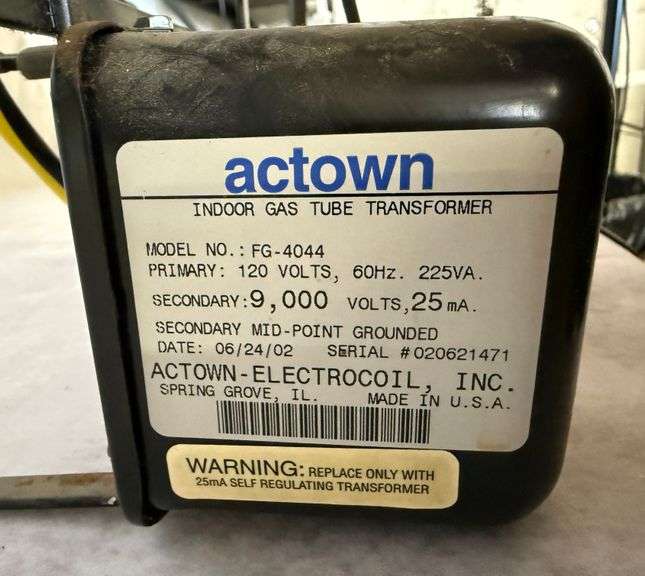 actown
INDOOR GAS TUBE TRANSFORMER
MODEL NO.: FG-4044
PRIMARY: 120 VOLTS, 60Hz. 225VA.
SECONDARY: 9,000 VOLTS, 25 mA.
SECONDARY MID-POINT GROUNDED
DATE: 06/24/02 SERIAL #020621471
ACTOWN-ELECTROCOIL, INC.
SPRING GROVE, IL. MADE IN U.S.A.
WARNING: REPLACE ONLY WITH
25mA SELF REGULATING TRANSFORMER